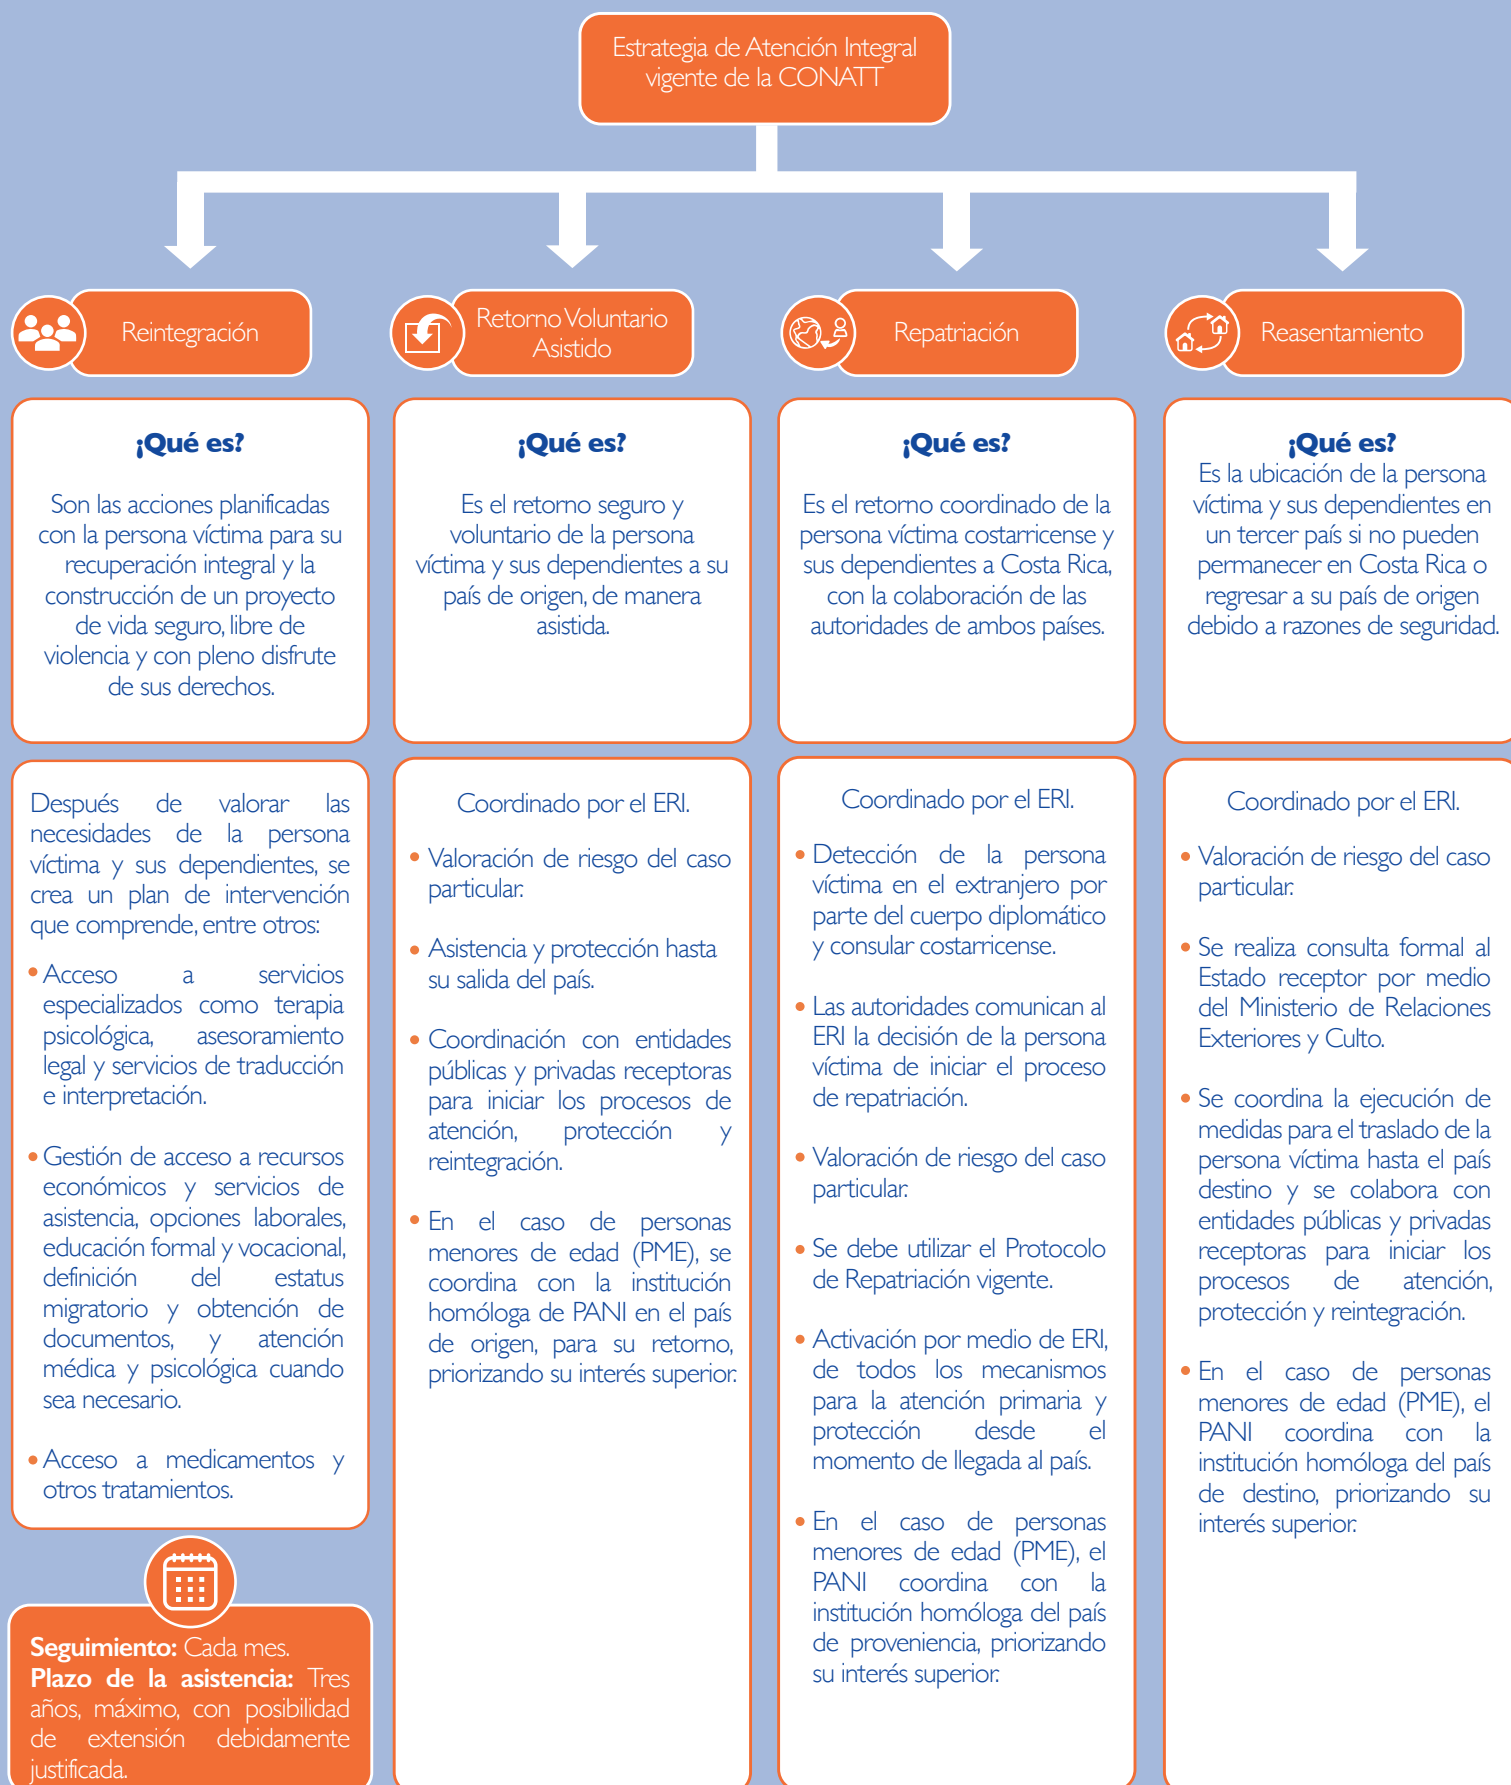 Estrategia de Atención Integral
vigente de la CONATT
Reintegración
Retorno Voluntario
Asistido
Repatriación
Reasentamiento
¡Qué es?
Son las acciones planificadas
con la persona víctima para su
recuperación integral y la
construcción de un proyecto
de vida seguro, libre de
violencia y con pleno disfrute
de sus derechos.
¡Qué es?
Es el retorno seguro y
voluntario de la persona
víctima y sus dependientes a su
país de origen, de manera
asistida.
¡Qué es?
Es el retorno coordinado de la
persona víctima costarricense y
sus dependientes a Costa Rica,
con la colaboración de las
autoridades de ambos países.
¡Qué es?
Es la ubicación de la persona
víctima y sus dependientes en
un tercer país si no pueden
permanecer en Costa Rica o
regresar a su país de origen
debido a razones de seguridad.
Después de valorar las
necesidades de la persona
víctima y sus dependientes, se
crea un plan de intervención
que comprende, entre otros:
• Acceso a servicios
especializados como terapia
psicológica, asesoramiento
legal y servicios de traducción
e interpretación.
• Gestión de acceso a recursos
económicos y servicios de
asistencia, opciones laborales,
educación formal y vocacional,
definición del estatus
migratorio y obtención de
documentos, y atención
médica y psicológica cuando
sea necesario.
• Acceso a medicamentos y
otros tratamientos.
Seguimiento: Cada mes.
Plazo de la asistencia: Tres
años, máximo, con posibilidad
de extensión debidamente
justificada.
Coordinado por el ERI.
• Valoración de riesgo del caso
particular.
• Asistencia y protección hasta
su salida del país.
• Coordinación con entidades
públicas y privadas receptoras
para iniciar los procesos de
atención, protección y
reintegración.
• En el caso de personas
menores de edad (PME), se
coordina con la institución
homóloga de PANI en el país
de origen, para su retorno,
priorizando su interés superior.
Coordinado por el ERI.
• Detección de la persona
víctima en el extranjero por
parte del cuerpo diplomático
y consular costarricense.
• Las autoridades comunican al
ERI la decisión de la persona
víctima de iniciar el proceso
de repatriación.
• Valoración de riesgo del caso
particular.
• Se debe utilizar el Protocolo
de Repatriación vigente.
• Activación por medio de ERI,
de todos los mecanismos
para la atención primaria y
protección desde el
momento de llegada al país.
• En el caso de personas
menores de edad (PME), el
PANI coordina con la
institución homóloga del país
de proveniencia, priorizando
su interés superior.
Coordinado por el ERI.
• Valoración de riesgo del caso
particular.
• Se realiza consulta formal al
Estado receptor por medio
del Ministerio de Relaciones
Exteriores y Culto.
• Se coordina la ejecución de
medidas para el traslado de la
persona víctima hasta el país
destino y se colabora con
entidades públicas y privadas
receptoras para iniciar los
procesos de atención,
protección y reintegración.
• En el caso de personas
menores de edad (PME), el
PANI coordina con la
institución homóloga del país
de destino, priorizando su
interés superior.